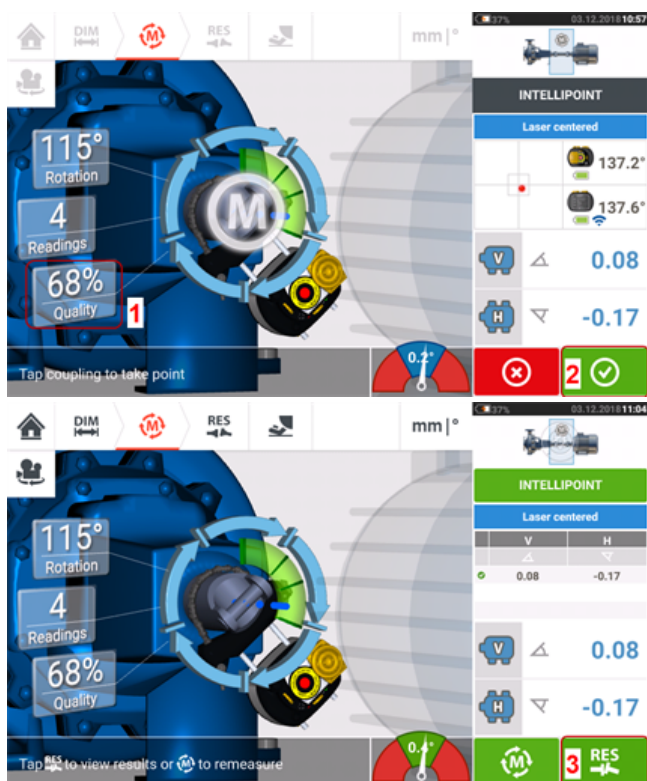 DIM
M
RES
mm | °
37%
03.12.2018 10:57
INTELLIPOINT
Laser centered
137.2°
137.6°
115°
Rotation
4
Readings
68%
Quality
1
M
V
0.08
H
-0.17
Tap coupling to take point
0.2°
2
DIM
M
RES
mm | °
37%
03.12.2018 11:04
INTELLIPOINT
Laser centered
V
H
0.08
-0.17
115°
Rotation
4
Readings
68%
Quality
V
0.08
H
-0.17
Tap RES to view results or M to remeasure
0.4°
M
3
RES